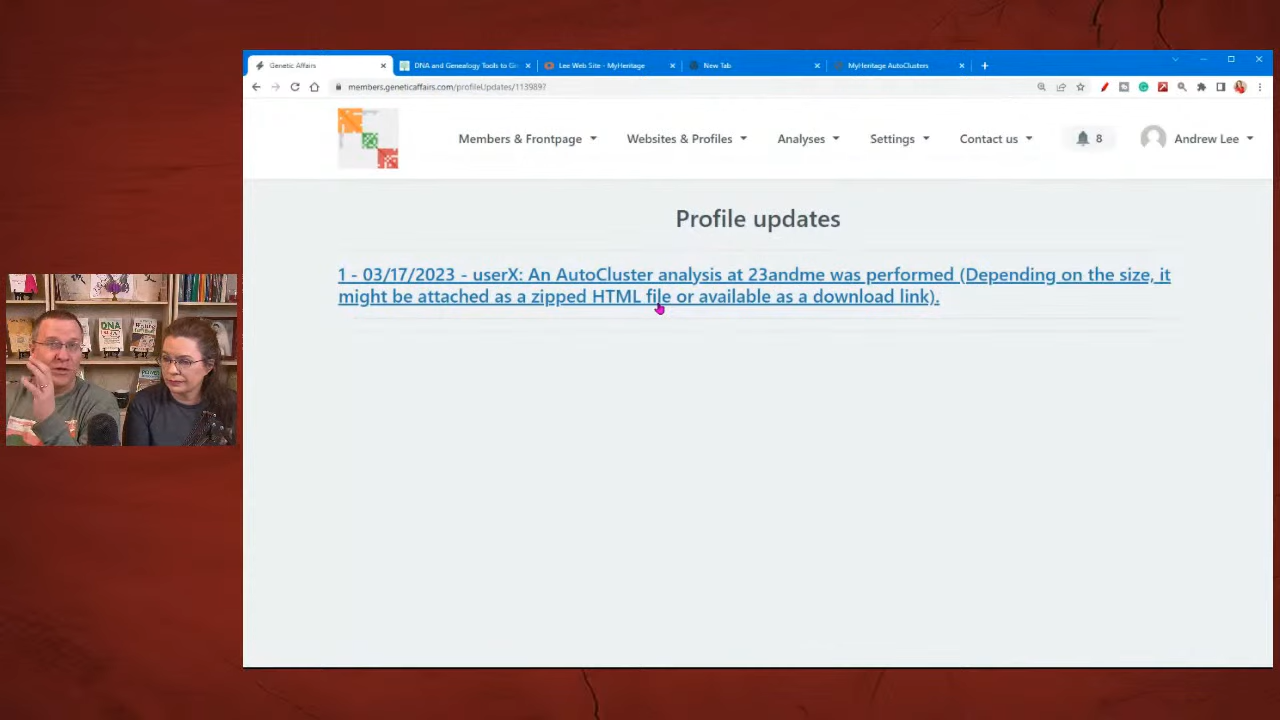 Genetic Affairs
DNA and Genealogy Tools to G
Lee Web Site - MyHeritage
New Tab
MyHeritage AutoClusters
members.geneticaffairs.com/profileUpdates/1139897
Members & Frontpage
Websites & Profiles
Analyses
Settings
Contact us
8
Andrew Lee
Profile updates
1 - 03/17/2023 - userX: An AutoCluster analysis at 23andme was performed (Depending on the size, it
might be attached as a zipped HTML file or available as a download link).
DNA